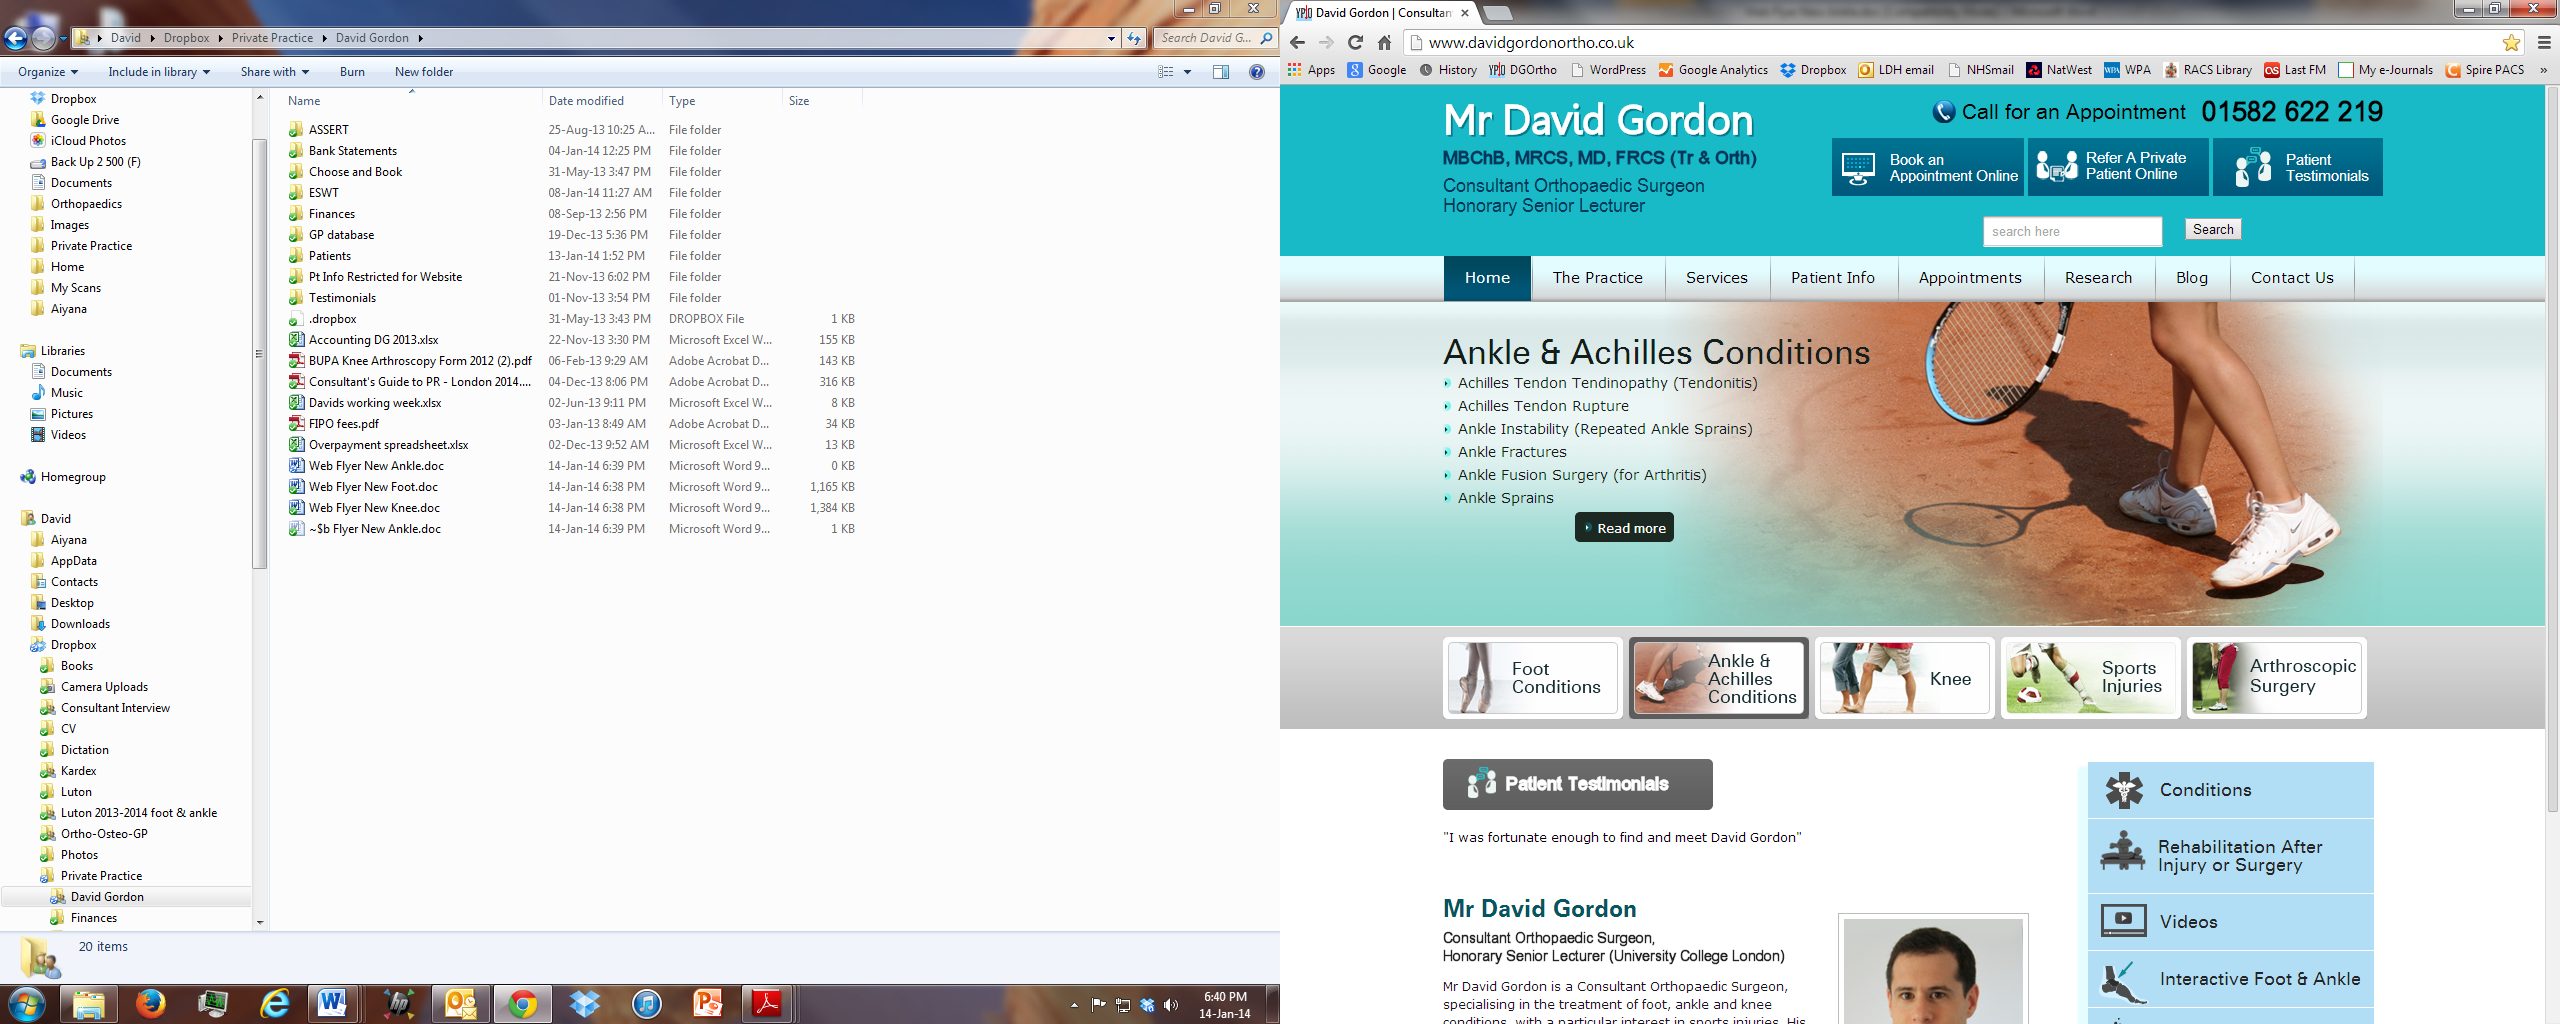 David ▸ Dropbox ▸ Private Practice ▸ David Gordon ▸
Search David G...
Organize
Include in library
Share with
Burn
New folder
Dropbox
Google Drive
iCloud Photos
Back Up 2 500 (F)
Documents
Orthopaedics
Images
Private Practice
Home
My Scans
Aiyana
Libraries
Documents
Music
Pictures
Videos
Homegroup
David
Aiyana
AppData
Contacts
Desktop
Downloads
Dropbox
Books
Camera Uploads
Consultant Interview
CV
Dictation
Kardex
Luton
Luton 2013-2014 foot & ankle
Ortho-Osteo-GP
Photos
Private Practice
David Gordon
Finances
Name Date modified Type Size
ASSERT 25-Aug-13 10:25 A... File folder
Bank Statements 04-Jan-14 12:25 PM File folder
Choose and Book 31-May-13 3:47 PM File folder
ESWT 08-Jan-14 11:27 AM File folder
Finances 08-Sep-13 2:56 PM File folder
GP database 19-Dec-13 5:36 PM File folder
Patients 13-Jan-14 1:52 PM File folder
Pt Info Restricted for Website 21-Nov-13 6:02 PM File folder
Testimonials 01-Nov-13 3:54 PM File folder
.dropbox 31-May-13 3:43 PM DROPBOX File 1 KB
Accounting DG 2013.xlsx 22-Nov-13 3:30 PM Microsoft Excel W... 155 KB
BUPA Knee Arthroscopy Form 2012 (2).pdf 06-Feb-13 9:29 AM Adobe Acrobat D... 143 KB
Consultant's Guide to PR - London 2014.... 04-Dec-13 8:06 PM Adobe Acrobat D... 316 KB
Davids working week.xlsx 02-Jun-13 9:11 PM Microsoft Excel W... 8 KB
FIPO fees.pdf 03-Jan-13 8:49 AM Adobe Acrobat D... 34 KB
Overpayment spreadsheet.xlsx 02-Dec-13 9:52 AM Microsoft Excel W... 13 KB
Web Flyer New Ankle.doc 14-Jan-14 6:39 PM Microsoft Word 9... 0 KB
Web Flyer New Foot.doc 14-Jan-14 6:38 PM Microsoft Word 9... 1,165 KB
Web Flyer New Knee.doc 14-Jan-14 6:38 PM Microsoft Word 9... 1,384 KB
~$b Flyer New Ankle.doc 14-Jan-14 6:39 PM Microsoft Word 9... 1 KB
20 items
6:40 PM
14-Jan-14
David Gordon | Consultan
www.davidgordonortho.co.uk
Apps Google History DGOrtho WordPress Google Analytics Dropbox LDH email NHSmail NatWest WPA RACS Library Last FM My e-Journals Spire PACS »
Mr David Gordon
MBChB, MRCS, MD, FRCS (Tr & Orth)
Consultant Orthopaedic Surgeon
Honorary Senior Lecturer
Call for an Appointment 01582 622 219
Book an
Appointment Online
Refer A Private
Patient Online
Patient
Testimonials
search here
Search
Home The Practice Services Patient Info Appointments Research Blog Contact Us
Ankle & Achilles Conditions
Achilles Tendon Tendinopathy (Tendonitis)
Achilles Tendon Rupture
Ankle Instability (Repeated Ankle Sprains)
Ankle Fractures
Ankle Fusion Surgery (for Arthritis)
Ankle Sprains
Read more
Foot
Conditions
Ankle &
Achilles
Conditions
Knee
Sports
Injuries
Arthroscopic
Surgery
Patient Testimonials
"I was fortunate enough to find and meet David Gordon"
Mr David Gordon
Consultant Orthopaedic Surgeon,
Honorary Senior Lecturer (University College London)
Mr David Gordon is a Consultant Orthopaedic Surgeon,
specialising in the treatment of foot, ankle and knee
conditions, with a particular interest in sports injuries. His
Conditions
Rehabilitation After
Injury or Surgery
Videos
Interactive Foot & Ankle